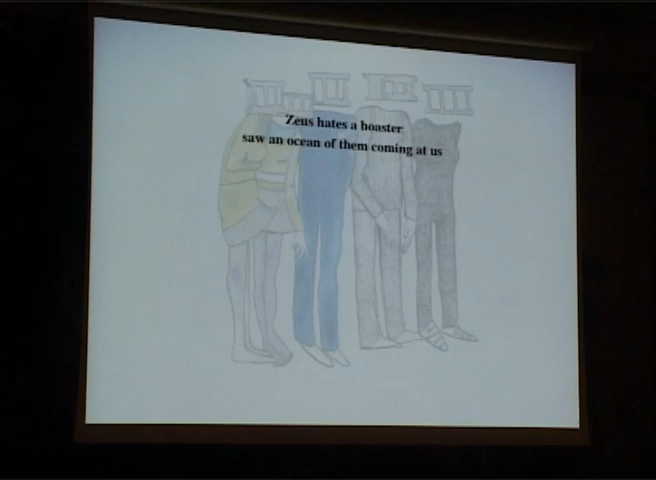 Zeus hates a boaster
saw an ocean of them coming at us